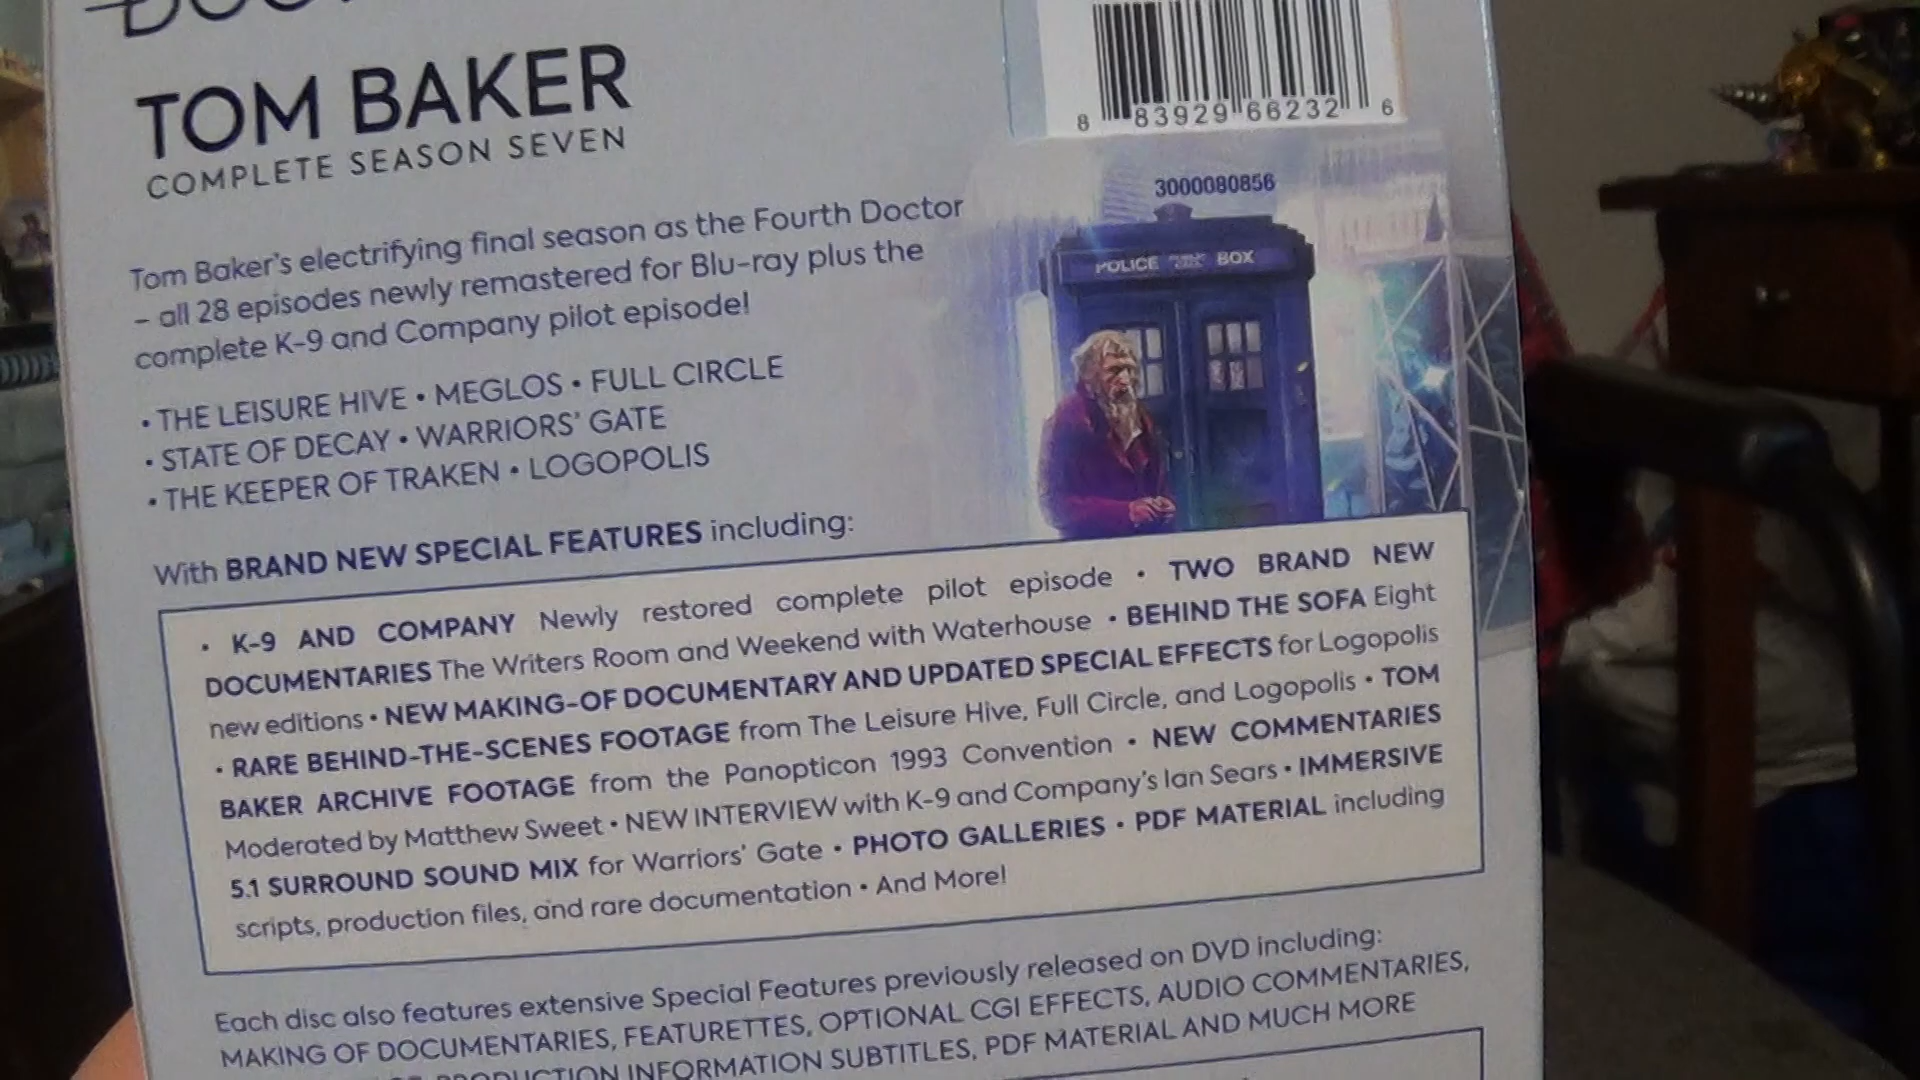 TOM BAKER
COMPLETE SEASON SEVEN
8 83929 66232 6
3000080856
POLICE BOX
Tom Baker's electrifying final season as the Fourth Doctor
– all 28 episodes newly remastered for Blu-ray plus the
complete K-9 and Company pilot episode!
• THE LEISURE HIVE • MEGLOS • FULL CIRCLE
• STATE OF DECAY • WARRIORS' GATE
• THE KEEPER OF TRAKEN • LOGOPOLIS
With BRAND NEW SPECIAL FEATURES including:
• K-9 AND COMPANY Newly restored complete pilot episode • TWO BRAND NEW
DOCUMENTARIES The Writers Room and Weekend with Waterhouse • BEHIND THE SOFA Eight
new editions • NEW MAKING-OF DOCUMENTARY AND UPDATED SPECIAL EFFECTS for Logopolis
• RARE BEHIND-THE-SCENES FOOTAGE from The Leisure Hive, Full Circle, and Logopolis • TOM
BAKER ARCHIVE FOOTAGE from the Panopticon 1993 Convention • NEW COMMENTARIES
Moderated by Matthew Sweet • NEW INTERVIEW with K-9 and Company's Ian Sears • IMMERSIVE
5.1 SURROUND SOUND MIX for Warriors' Gate • PHOTO GALLERIES • PDF MATERIAL including
scripts, production files, and rare documentation • And More!
Each disc also features extensive Special Features previously released on DVD including:
MAKING OF DOCUMENTARIES, FEATURETTES, OPTIONAL CGI EFFECTS, AUDIO COMMENTARIES,
PRODUCTION INFORMATION SUBTITLES, PDF MATERIAL AND MUCH MORE